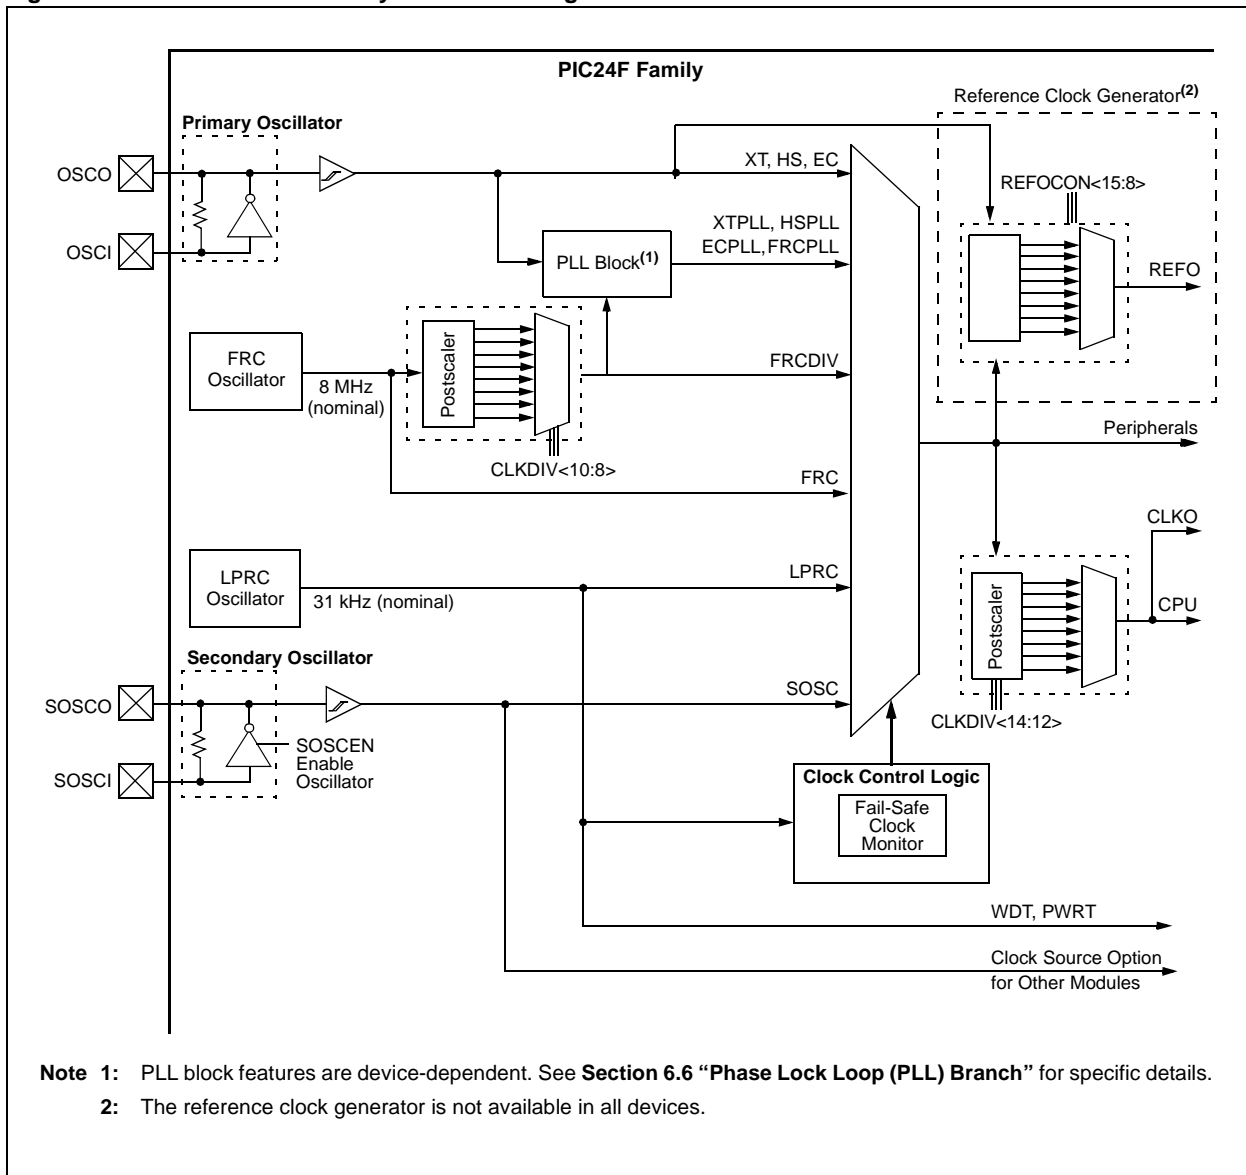 PIC24F Family
Reference Clock Generator(2)
Primary Oscillator
OSCO
OSCI
XT, HS, EC
XTPLL, HSPLL
ECPLL,FRCPLL
PLL Block(1)
REFOCON<15:8>
REFO
FRC
Oscillator
8 MHz
(nominal)
Postscaler
CLKDIV<10:8>
FRCDIV
FRC
Peripherals
LPRC
Oscillator
31 kHz (nominal)
LPRC
CLKO
CPU
Postscaler
CLKDIV<14:12>
Secondary Oscillator
SOSCO
SOSCI
SOSCEN
Enable
Oscillator
SOSC
Clock Control Logic
Fail-Safe
Clock
Monitor
WDT, PWRT
Clock Source Option
for Other Modules
Note 1: PLL block features are device-dependent. See Section 6.6 “Phase Lock Loop (PLL) Branch” for specific details.
2: The reference clock generator is not available in all devices.